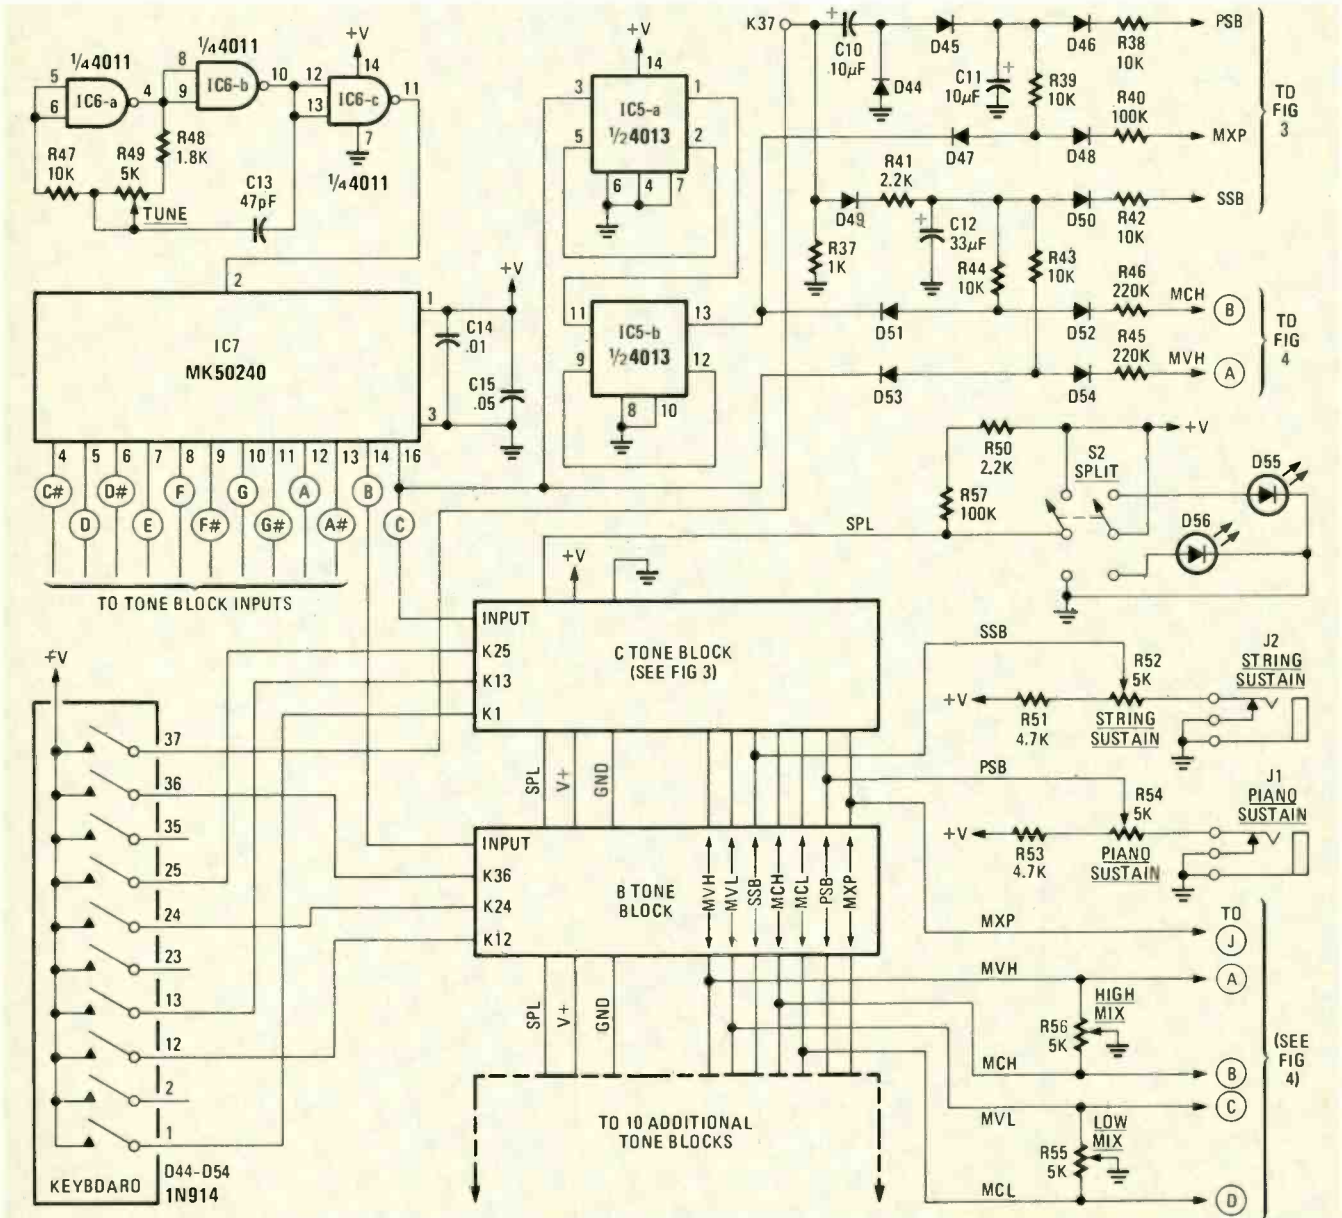 1/4 4011
1/4 4011
+V
14
5
6
IC6-a
4
8
9
IC6-b
10
12
13
IC6-c
11
7
1/4 4011
R47
10K
R49
5K
R48
1.8K
TUNE
C13
47pF
+V
14
3
IC5-a
1/2 4013
1
5
2
6
4
7
11
IC5-b
1/2 4013
13
9
12
8
10
K37
+
C10
10µF
D44
D45
+
C11
10µF
D46
R38
10K
PSB
R39
10K
R40
100K
D47
D48
MXP
TO
FIG
3
R41
2.2K
D49
+
C12
33µF
D50
R42
10K
SSB
R37
1K
R44
10K
R43
10K
R46
220K
MCH
B
D51
D52
R45
220K
MVH
A
D53
D54
TO
FIG
4
2
IC7
MK50240
1
3
C14
.01
C15
.05
+V
4
5
6
7
8
9
10
11
12
13
14
16
C#
D
D#
E
F
F#
G
G#
A
A#
B
C
TO TONE BLOCK INPUTS
R50
2.2K
R57
100K
S2
SPLIT
+V
D55
D56
SPL
+V
INPUT
K25
K13
K1
C TONE BLOCK
(SEE FIG 3)
SPL
V+
GND
INPUT
K36
K24
K12
B TONE
BLOCK
MVH
MVL
SSB
MCH
MCL
PSB
MXP
SPL
V+
GND
TO 10 ADDITIONAL
TONE BLOCKS
+V
37
36
35
25
24
23
13
12
2
1
KEYBOARD
D44-D54
1N914
SSB
R52
5K
J2
STRING
SUSTAIN
+V
R51
4.7K
STRING
SUSTAIN
PSB
R54
5K
J1
PIANO
SUSTAIN
+V
R53
4.7K
PIANO
SUSTAIN
MXP
TO
J
MVH
A
HIGH
MIX
R56
5K
MCH
B
C
MVL
LOW
MIX
R55
5K
MCL
D
(SEE
FIG
4)